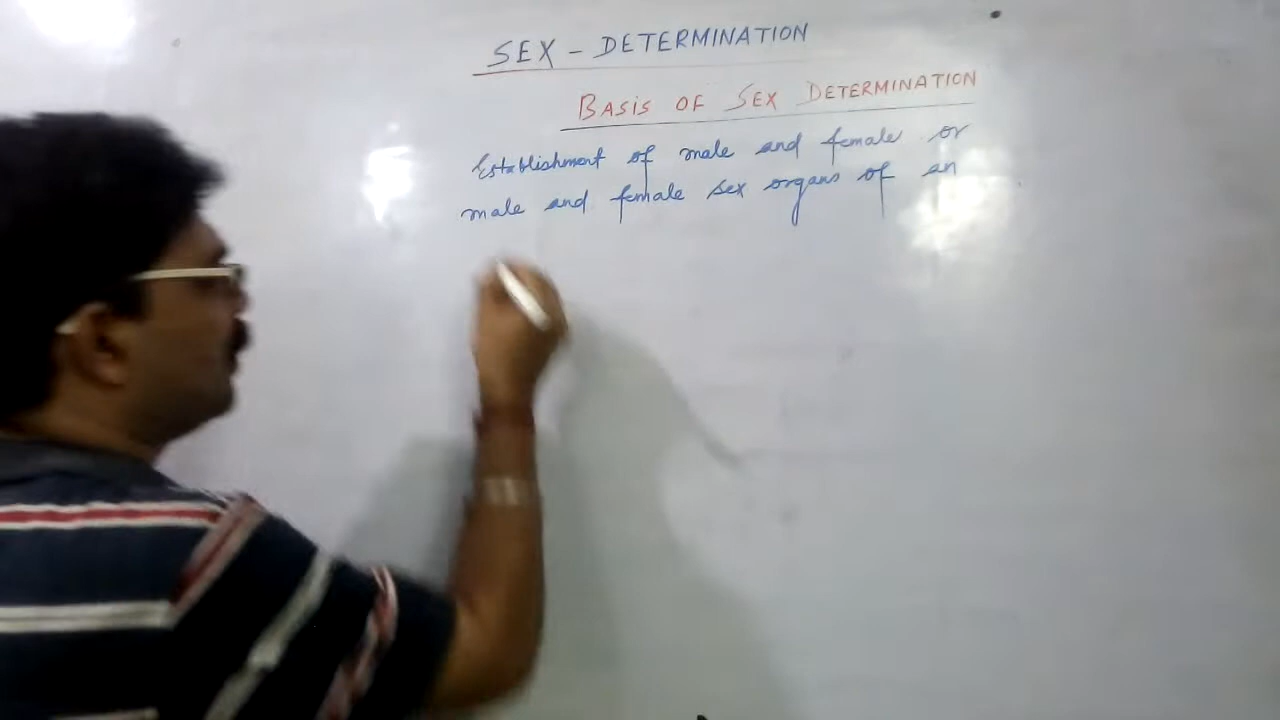 SEX - DETERMINATION
BASIS OF SEX DETERMINATION
Establishment of male and female or
male and female sex organs of an